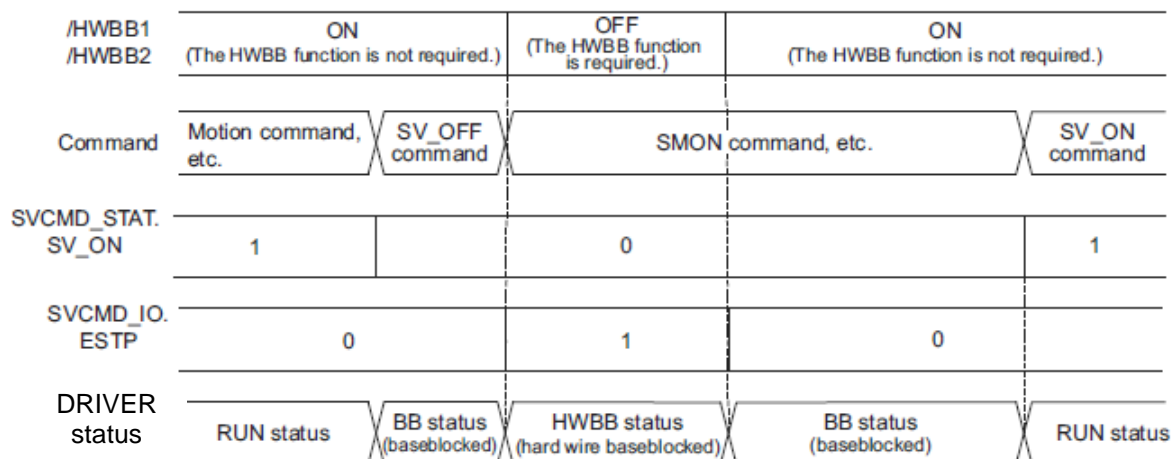 /HWBB1
/HWBB2
ON
(The HWBB function is not required.)
OFF
(The HWBB function
is required.)
ON
(The HWBB function is not required.)
Command
Motion command,
etc.
SV_OFF
command
SMON command, etc.
SV_ON
command
SVCMD_STAT.
SV_ON
1
0
1
SVCMD_IO.
ESTP
0
1
0
DRIVER
status
RUN status
BB status
(baseblocked)
HWBB status
(hard wire baseblocked)
BB status
(baseblocked)
RUN status